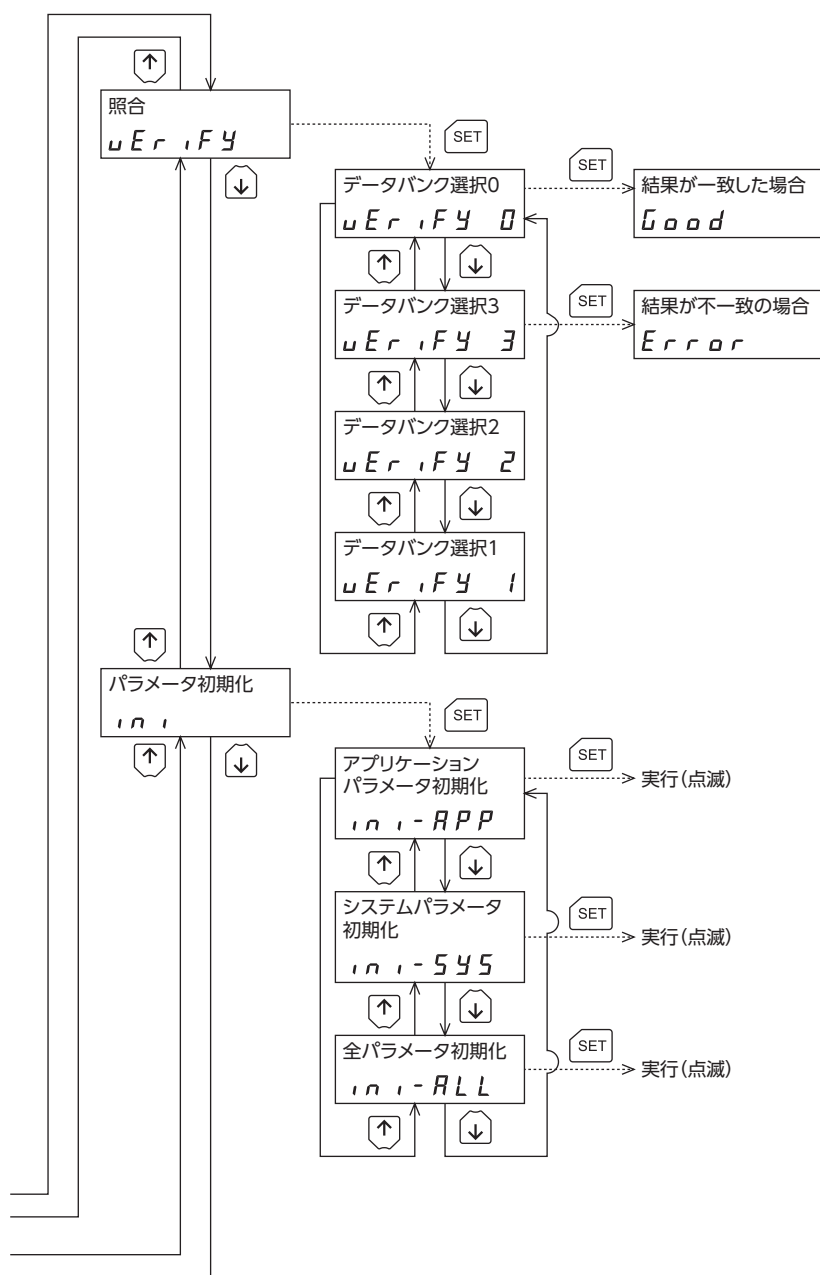 ↑
照合
vEriFY
SET
↓
データバンク選択0
vEriFY 0
SET
結果が一致した場合
Good
↑
↓
データバンク選択3
vEriFY 3
SET
結果が不一致の場合
Error
↑
↓
データバンク選択2
vEriFY 2
↑
↓
データバンク選択1
vEriFY 1
↑
↓
↑
パラメータ初期化
ini
SET
↑
↓
アプリケーション
パラメータ初期化
ini-APP
SET
実行(点滅)
↑
↓
システムパラメータ
初期化
ini-SYS
SET
実行(点滅)
↑
↓
全パラメータ初期化
ini-ALL
SET
実行(点滅)
↑
↓